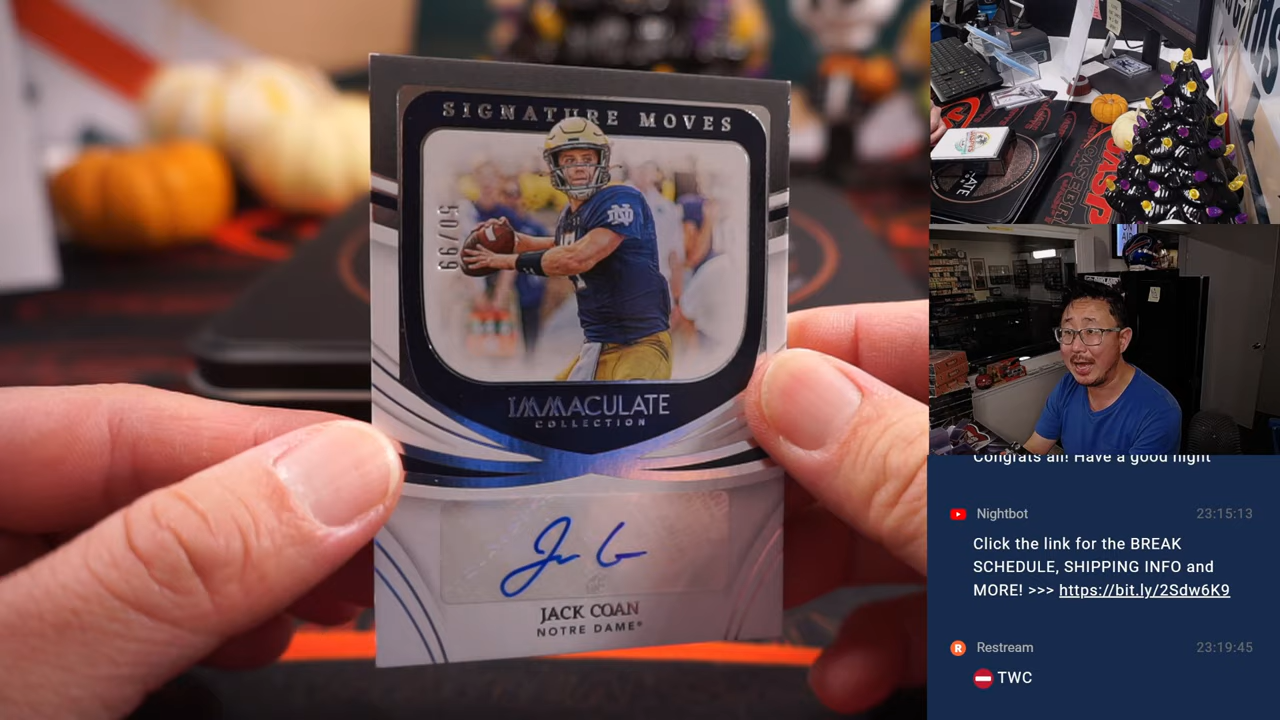 SIGNATURE MOVES
50/99
ND
IMMACULATE
COLLECTION
JACK COAN
NOTRE DAME®
Congrats all! Have a good night
Nightbot
23:15:13
Click the link for the BREAK
SCHEDULE, SHIPPING INFO and
MORE! >>> https://bit.ly/2Sdw6K9
Restream
23:19:45
TWC